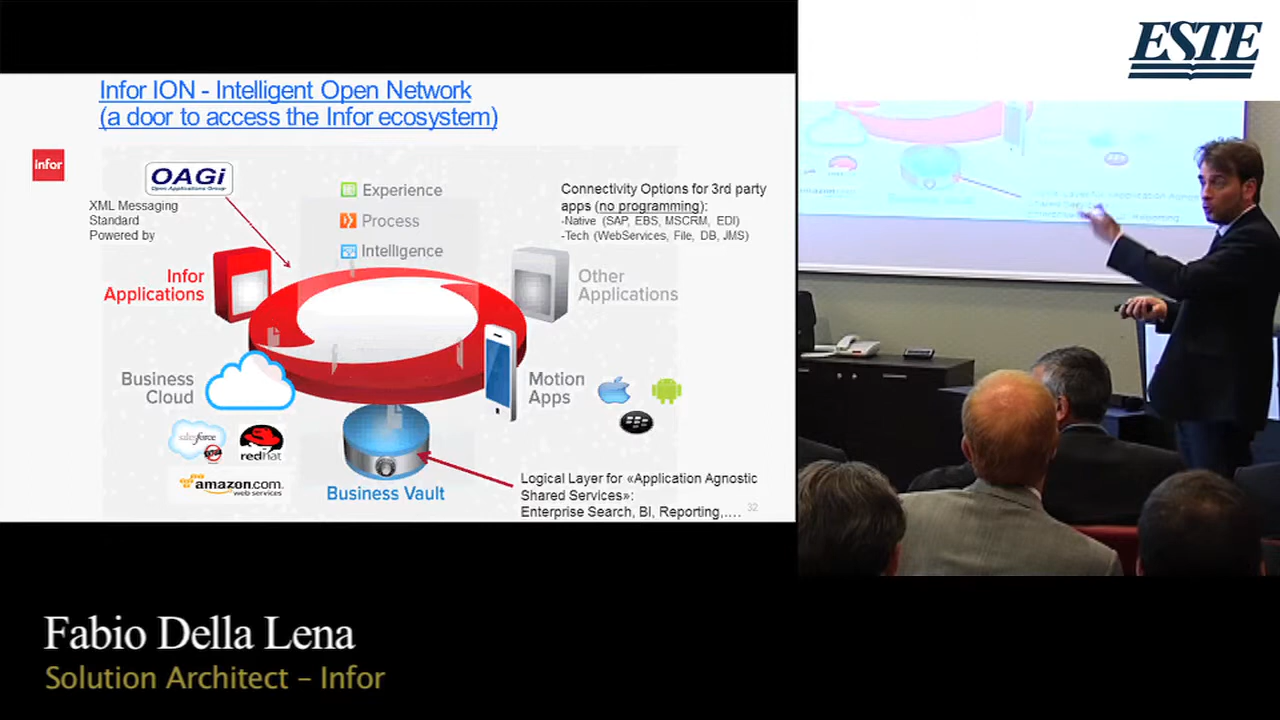 ESTE
Infor ION - Intelligent Open Network
(a door to access the Infor ecosystem)
infor
OAGi
Open Applications Group
XML Messaging
Standard
Powered by
Experience
Process
Intelligence
Connectivity Options for 3rd party
apps (no programming):
-Native (SAP, EBS, MSCRM, EDI)
-Tech (WebServices, File, DB, JMS)
Infor
Applications
Other
Applications
Business
Cloud
Motion
Apps
salesforce
redhat
amazon.com
web services
Business Vault
Logical Layer for «Application Agnostic
Shared Services»:
Enterprise Search, BI, Reporting,….
32
Fabio Della Lena
Solution Architect – Infor